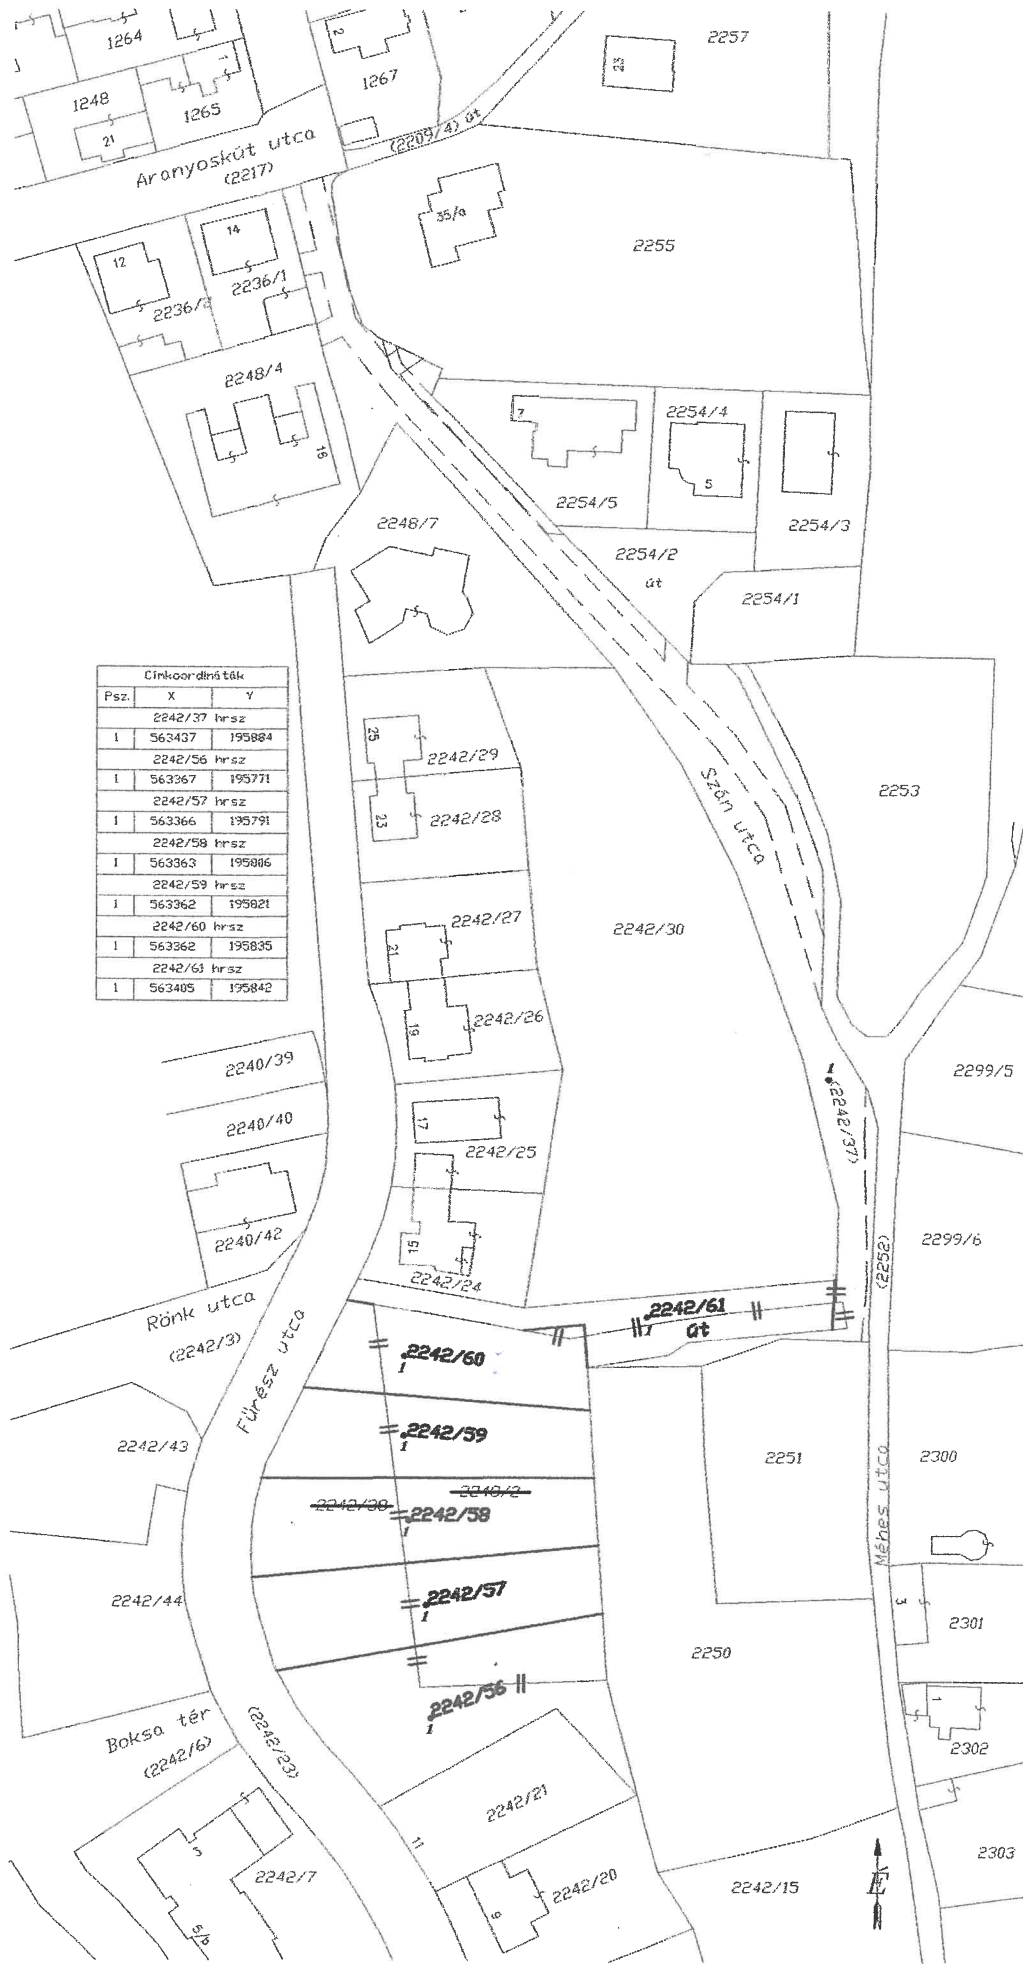 1264
2
2257
23
1248
1
1267
1265
21
(2209/4) út
Aranyoskút utca
(2217)
35/a
14
2255
12
2236/1
2236/2
2248/4
7
2254/4
16
5
2254/5
2248/7
2254/3
2254/2
út
2254/1
Címkoordináták
Psz. X Y
2242/37 hrsz
1 563437 195884
2242/56 hrsz
1 563367 195771
2242/57 hrsz
1 563366 195791
2242/58 hrsz
1 563363 195806
2242/59 hrsz
1 563362 195821
2242/60 hrsz
1 563362 195835
2242/61 hrsz
1 563405 195842
25
2242/29
Szán utca
2253
23
2242/28
2242/27
21
2242/30
19
2242/26
2240/39
1
2299/5
(2242/37)
2240/40
17
2242/25
2240/42
15
2299/6
(2252)
2242/24
Rönk utca
(2242/3)
2242/61
1
út
Fűrész utca
2242/60
1
2242/43
2242/59
1
2251
2300
2242/38
2248/2
2242/58
1
Méhes utca
2242/44
2242/57
1
3
2301
2250
2242/56
1
Boksa tér
(2242/6)
(2242/23)
1
2302
2242/21
11
2242/7
2242/20
9
2242/15
2303
É
5/b